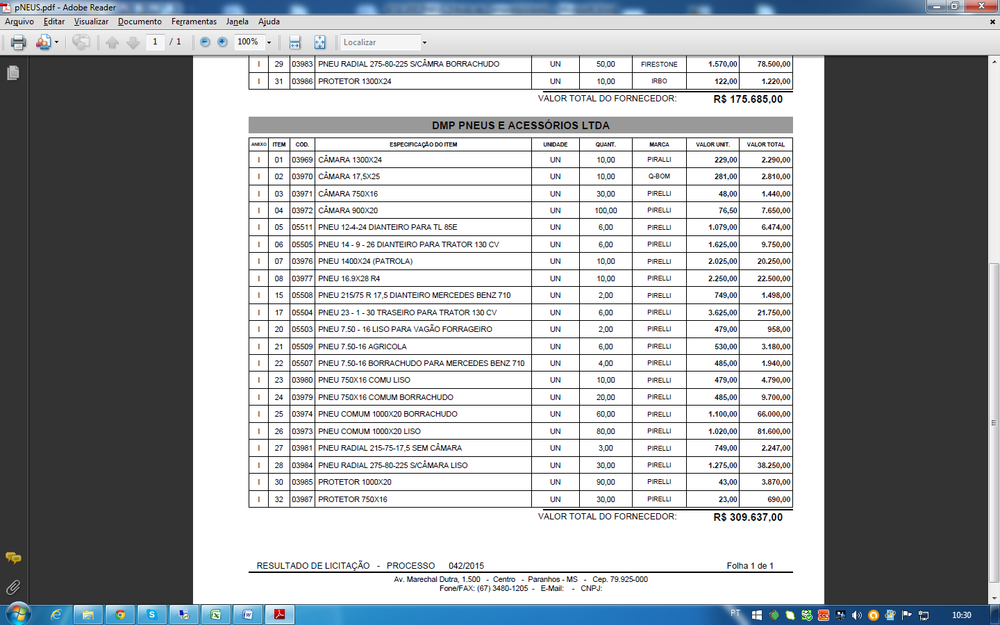 pNEUS.pdf - Adobe Reader
Arquivo Editar Visualizar Documento Ferramentas Janela Ajuda
1 / 1 100% Localizar
I 29 03983 PNEU RADIAL 275-80-225 S/CÂMRA BORRACHUDO UN 50,00 FIRESTONE 1.570,00 78.500,00
I 31 03986 PROTETOR 1300X24 UN 10,00 IRBO 122,00 1.220,00
VALOR TOTAL DO FORNECEDOR: R$ 175.685,00
DMP PNEUS E ACESSÓRIOS LTDA
ANEXO ITEM CÓD. ESPECIFICAÇÃO DO ITEM UNIDADE QUANT. MARCA VALOR UNIT. VALOR TOTAL
I 01 03969 CÂMARA 1300X24 UN 10,00 PIRALLI 229,00 2.290,00
I 02 03970 CÂMARA 17,5X25 UN 10,00 Q-BOM 281,00 2.810,00
I 03 03971 CÂMARA 750X16 UN 30,00 PIRELLI 48,00 1.440,00
I 04 03972 CÂMARA 900X20 UN 100,00 PIRELLI 76,50 7.650,00
I 05 05511 PNEU 12-4-24 DIANTEIRO PARA TL 85E UN 6,00 PIRELLI 1.079,00 6.474,00
I 06 05505 PNEU 14 - 9 - 26 DIANTEIRO PARA TRATOR 130 CV UN 6,00 PIRELLI 1.625,00 9.750,00
I 07 03976 PNEU 1400X24 (PATROLA) UN 10,00 PIRELLI 2.025,00 20.250,00
I 08 03977 PNEU 16.9X28 R4 UN 10,00 PIRELLI 2.250,00 22.500,00
I 15 05508 PNEU 215/75 R 17,5 DIANTEIRO MERCEDES BENZ 710 UN 2,00 PIRELLI 749,00 1.498,00
I 17 05504 PNEU 23 - 1 - 30 TRASEIRO PARA TRATOR 130 CV UN 6,00 PIRELLI 3.625,00 21.750,00
I 20 05503 PNEU 7.50 - 16 LISO PARA VAGÃO FORRAGEIRO UN 2,00 PIRELLI 479,00 958,00
I 21 05509 PNEU 7.50-16 AGRICOLA UN 6,00 PIRELLI 530,00 3.180,00
I 22 05507 PNEU 7.50-16 BORRACHUDO PARA MERCEDES BENZ 710 UN 4,00 PIRELLI 485,00 1.940,00
I 23 03980 PNEU 750X16 COMU LISO UN 10,00 PIRELLI 479,00 4.790,00
I 24 03979 PNEU 750X16 COMUM BORRACHUDO UN 20,00 PIRELLI 485,00 9.700,00
I 25 03974 PNEU COMUM 1000X20 BORRACHUDO UN 60,00 PIRELLI 1.100,00 66.000,00
I 26 03973 PNEU COMUM 1000X20 LISO UN 80,00 PIRELLI 1.020,00 81.600,00
I 27 03981 PNEU RADIAL 215-75-17,5 SEM CÂMARA UN 3,00 PIRELLI 749,00 2.247,00
I 28 03984 PNEU RADIAL 275-80-225 S/CÂMARA LISO UN 30,00 PIRELLI 1.275,00 38.250,00
I 30 03985 PROTETOR 1000X20 UN 90,00 PIRELLI 43,00 3.870,00
I 32 03987 PROTETOR 750X16 UN 30,00 PIRELLI 23,00 690,00
VALOR TOTAL DO FORNECEDOR: R$ 309.637,00
RESULTADO DE LICITAÇÃO - PROCESSO 042/2015 Folha 1 de 1
Av. Marechal Dutra, 1.500 - Centro - Paranhos - MS - Cep. 79.925-000
Fone/FAX: (67) 3480-1205 - E-Mail: - CNPJ:
PT 10:30